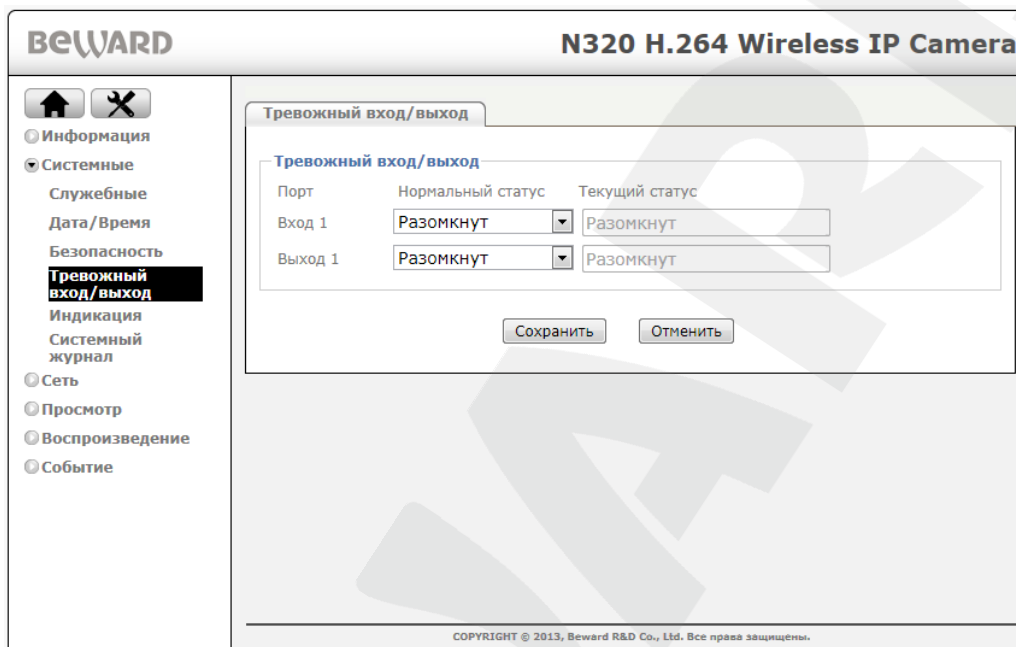 BEWARD
N320 H.264 Wireless IP Camera
Информация
Системные
Служебные
Дата/Время
Безопасность
Тревожный
вход/выход
Индикация
Системный
журнал
Сеть
Просмотр
Воспроизведение
Событие
Тревожный вход/выход
Тревожный вход/выход
Порт Нормальный статус Текущий статус
Вход 1 Разомкнут Разомкнут
Выход 1 Разомкнут Разомкнут
Сохранить Отменить
COPYRIGHT © 2013, Beward R&D Co., Ltd. Все права защищены.